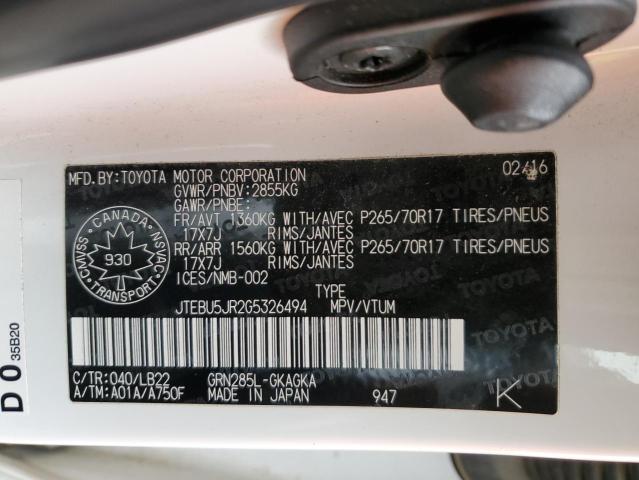 MFD.BY:TOYOTA MOTOR CORPORATION 02/16
GVWR/PNBV:2855KG
GAWR/PNBE:
FR/AVT 1360KG WITH/AVEC P265/70R17 TIRES/PNEUS
17X7J RIMS/JANTES
RR/ARR 1560KG WITH/AVEC P265/70R17 TIRES/PNEUS
17X7J RIMS/JANTES
ICES/NMB-002
TYPE
JTEBU5JR2G5326494 MPV/VTUM
CANADA
CMVSS 930 NSVAC
TRANSPORT
C/TR:040/LB22 GRN285L-GKAGKA
A/TM:A01A/A750F MADE IN JAPAN 947 K
D 0 35B20